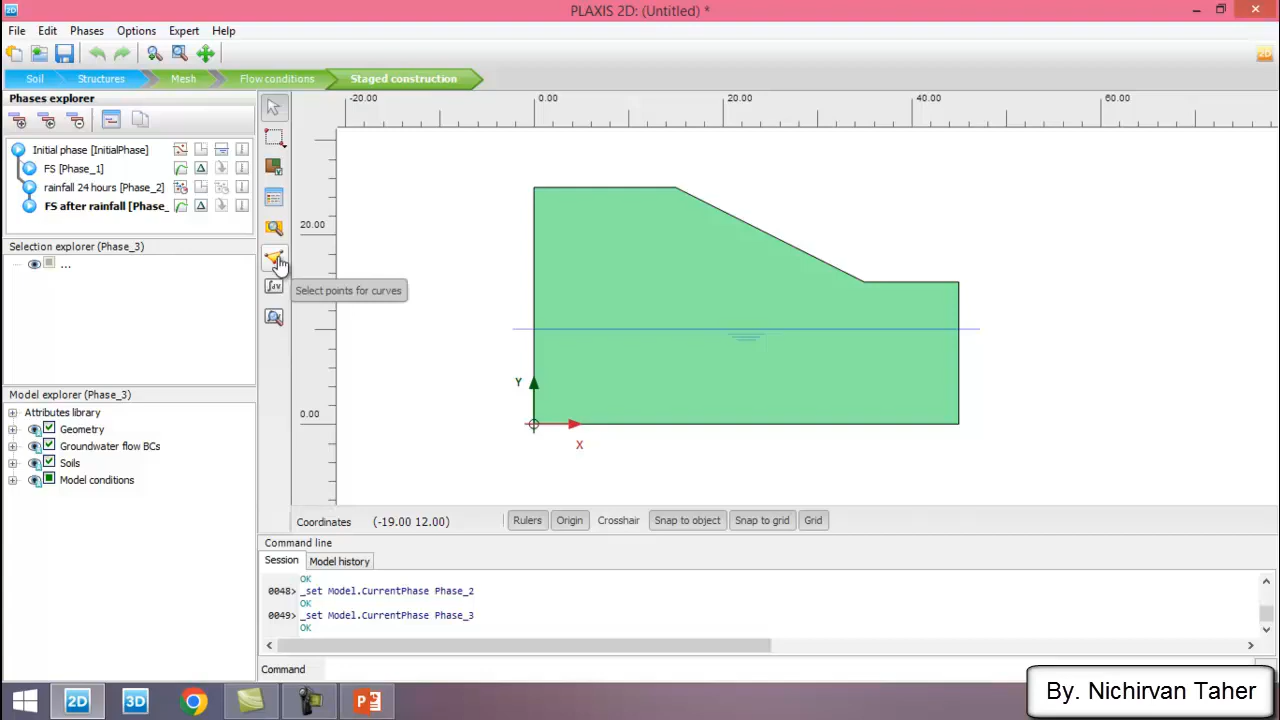 2D
PLAXIS 2D: (Untitled) *
File Edit Phases Options Expert Help
2D
Soil Structures Mesh Flow conditions Staged construction
Phases explorer
-20.00 0.00 20.00 40.00 60.00
Initial phase [InitialPhase]
FS [Phase_1]
rainfall 24 hours [Phase_2]
FS after rainfall [Phase_
20.00
Selection explorer (Phase_3)
...
Select points for curves
Y
Model explorer (Phase_3)
Attributes library
0.00
Geometry
X
Groundwater flow BCs
Soils
Model conditions
Coordinates (-19.00 12.00) Rulers Origin Crosshair Snap to object Snap to grid Grid
Command line
Session Model history
OK
0048> _set Model.CurrentPhase Phase_2
OK
0049> _set Model.CurrentPhase Phase_3
OK
Command
2D 3D
By. Nichirvan Taher